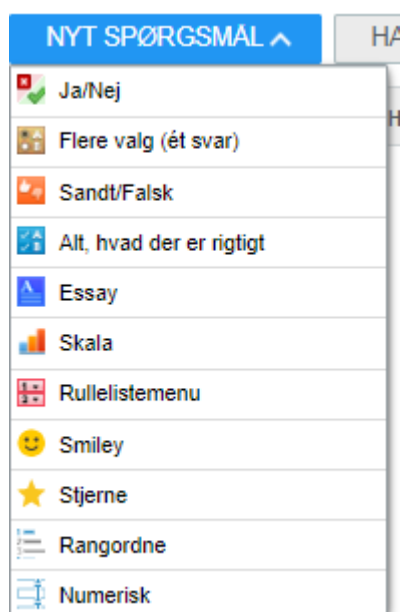 NYT SPØRGSMÅL
Ja/Nej
Flere valg (ét svar)
Sandt/Falsk
Alt, hvad der er rigtigt
Essay
Skala
Rullelistemenu
Smiley
Stjerne
Rangordne
Numerisk